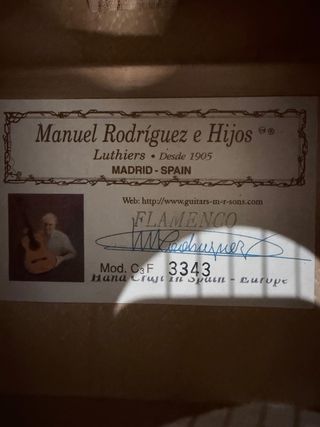 Manuel Rodríguez e Hijos ®
Luthiers • Desde 1905
MADRID - SPAIN
Web: http://www.guitars-m-r-sons.com
FLAMENCO
Mod. C3F 3343
Hand Craft in Spain - Europe